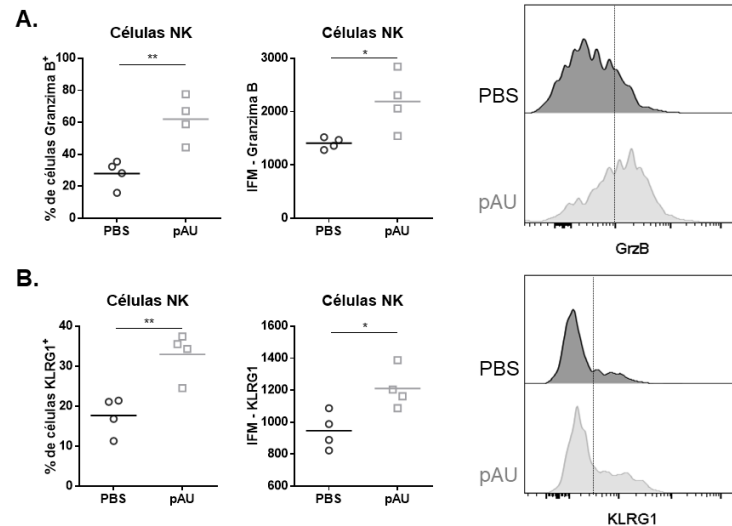 A.
Células NK
**
% de células Granzima B+
100
80
60
40
20
0
PBS
pAU
Células NK
*
IFM - Granzima B
3000
2000
1000
0
PBS
pAU
PBS
pAU
GrzB
B.
Células NK
**
% de células KLRG1+
40
30
20
10
0
PBS
pAU
Células NK
*
IFM - KLRG1
1600
1400
1200
1000
800
600
PBS
pAU
PBS
pAU
KLRG1